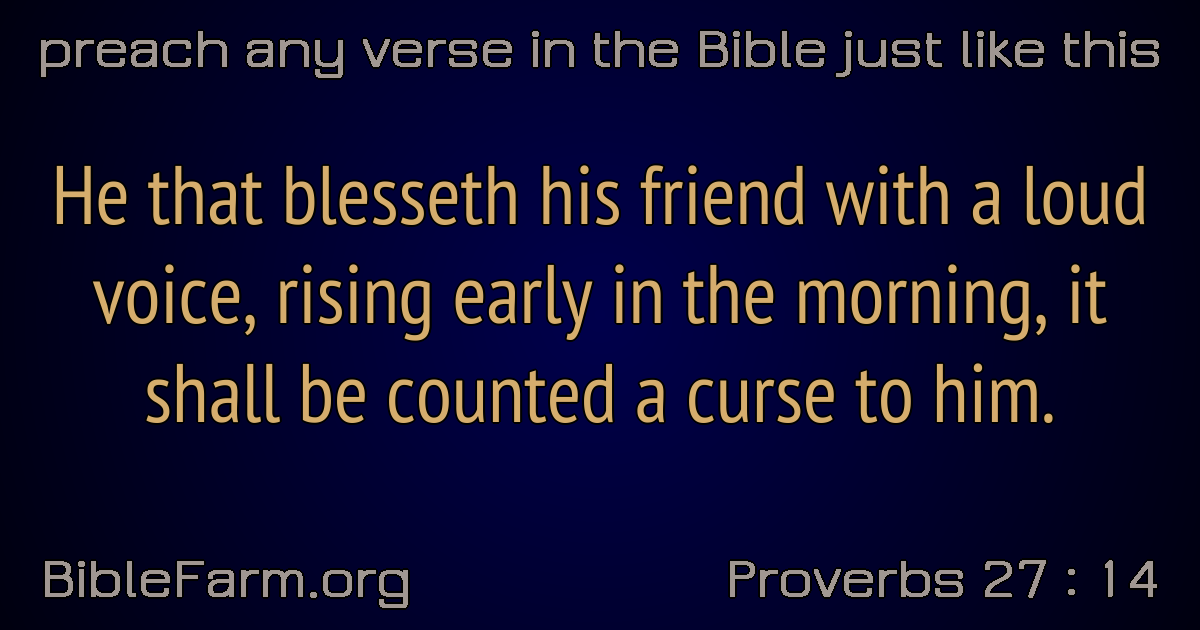 preach any verse in the Bible just like this
He that blesseth his friend with a loud
voice, rising early in the morning, it
shall be counted a curse to him.
BibleFarm.org
Proverbs 27 : 14